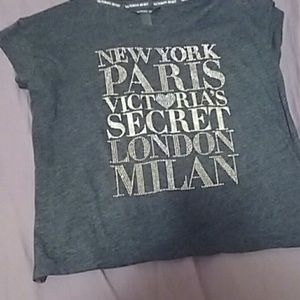 NEW YORK
PARIS
VICTORIA'S
SECRET
LONDON
MILAN